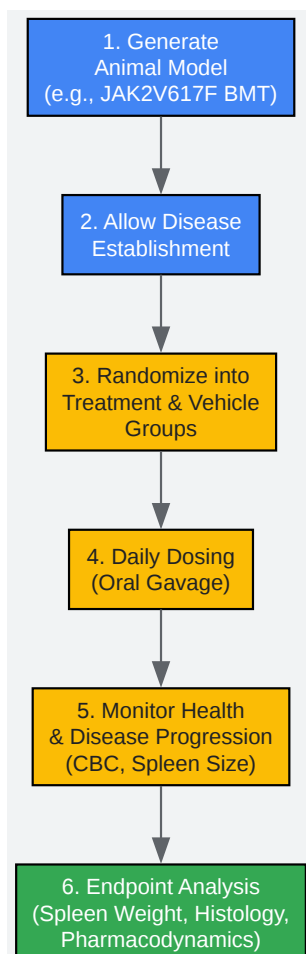 1. Generate
Animal Model
(e.g., JAK2V617F BMT)
2. Allow Disease
Establishment
3. Randomize into
Treatment & Vehicle
Groups
4. Daily Dosing
(Oral Gavage)
5. Monitor Health
& Disease Progression
(CBC, Spleen Size)
6. Endpoint Analysis
(Spleen Weight, Histology,
Pharmacodynamics)